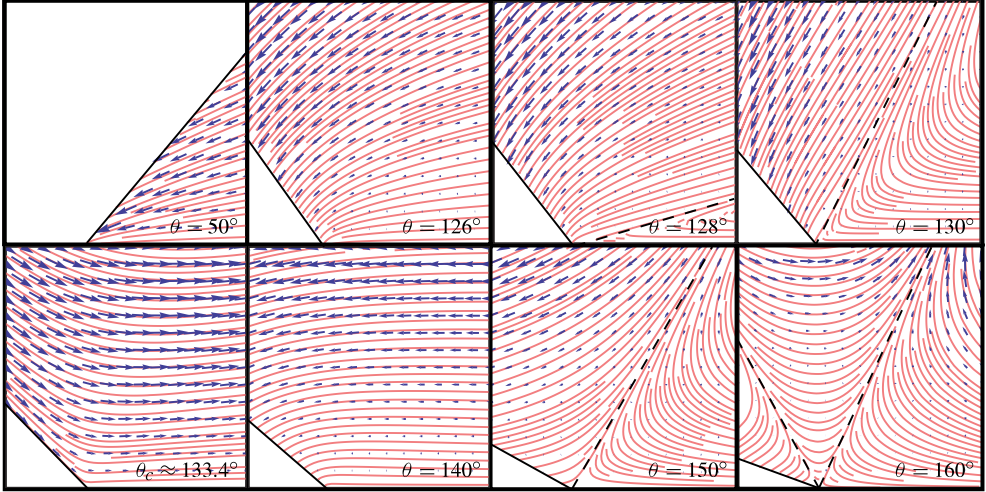 θ = 50°
θ = 126°
θ = 128°
θ = 130°
θc ≈ 133.4°
θ = 140°
θ = 150°
θ = 160°